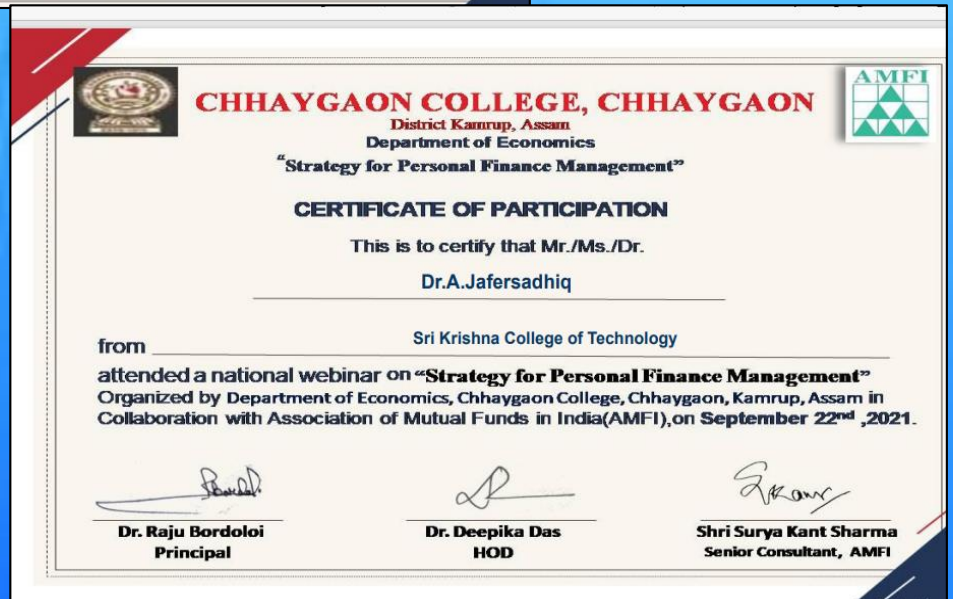 AMFI
CHHAYGAON COLLEGE, CHHAYGAON
District Kamrup, Assam
Department of Economics
“Strategy for Personal Finance Management”
CERTIFICATE OF PARTICIPATION
This is to certify that Mr./Ms./Dr.
Dr.A.Jafersadhiq
from Sri Krishna College of Technology
attended a national webinar on “Strategy for Personal Finance Management”
Organized by Department of Economics, Chhaygaon College, Chhaygaon, Kamrup, Assam in
Collaboration with Association of Mutual Funds in India(AMFI),on September 22nd ,2021.
Dr. Raju Bordoloi Dr. Deepika Das Shri Surya Kant Sharma
Principal HOD Senior Consultant, AMFI